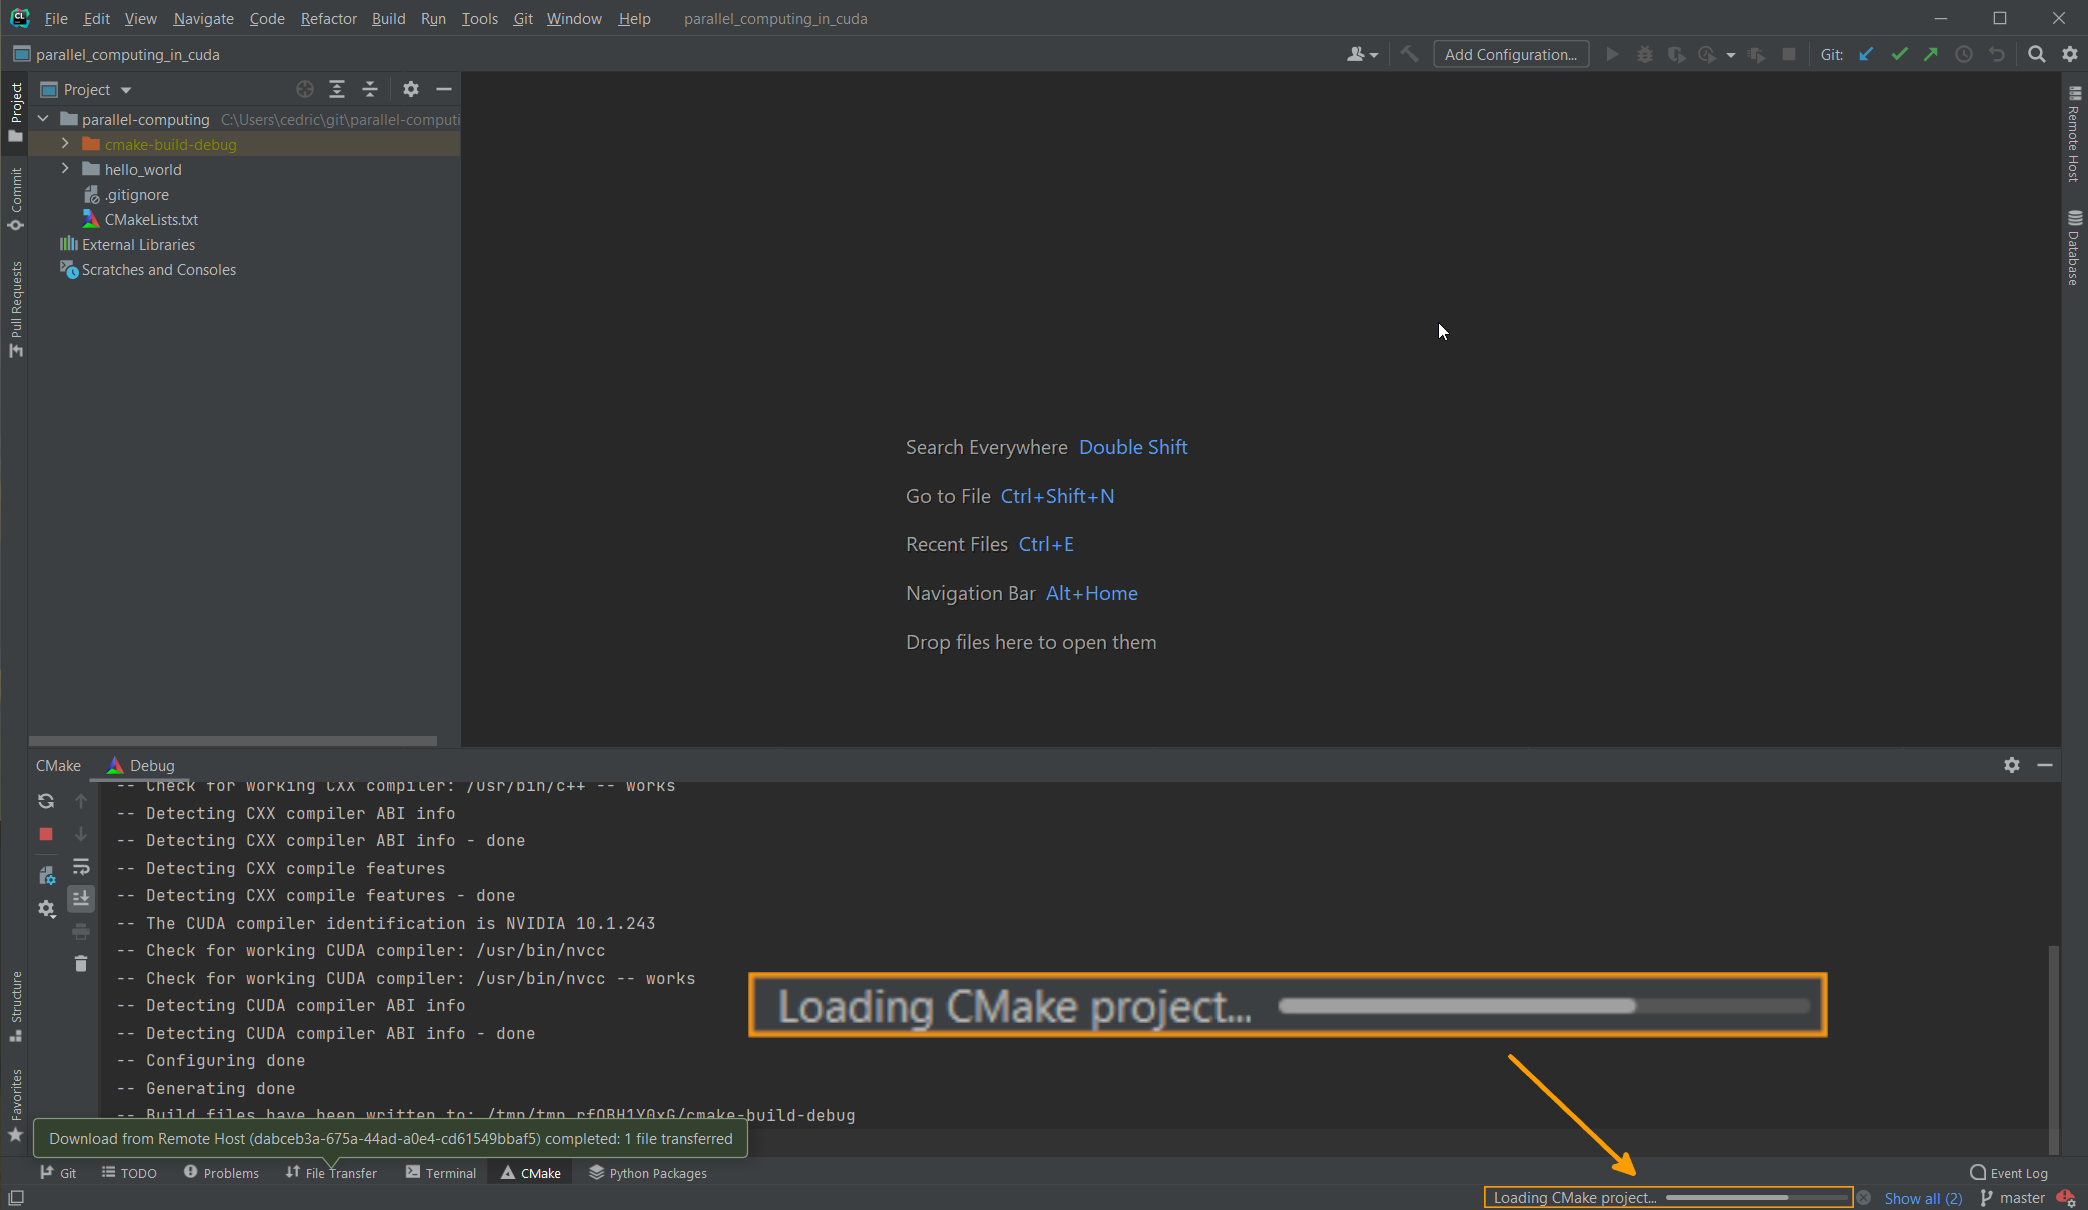 CL File Edit View Navigate Code Refactor Build Run Tools Git Window Help parallel_computing_in_cuda
parallel_computing_in_cuda Add Configuration... Git:
Project
Project
parallel-computing C:\Users\cedric\git\parallel-computi
cmake-build-debug
hello_world
.gitignore
CMakeLists.txt
External Libraries
Scratches and Consoles
Commit
Pull Requests
Structure
Favorites
Remote Host
Database
Search Everywhere Double Shift
Go to File Ctrl+Shift+N
Recent Files Ctrl+E
Navigation Bar Alt+Home
Drop files here to open them
CMake Debug
-- Check for working CXX compiler: /usr/bin/c++ -- works
-- Detecting CXX compiler ABI info
-- Detecting CXX compiler ABI info - done
-- Detecting CXX compile features
-- Detecting CXX compile features - done
-- The CUDA compiler identification is NVIDIA 10.1.243
-- Check for working CUDA compiler: /usr/bin/nvcc
-- Check for working CUDA compiler: /usr/bin/nvcc -- works
-- Detecting CUDA compiler ABI info
-- Detecting CUDA compiler ABI info - done
-- Configuring done
-- Generating done
-- Build files have been written to: /tmp/tmp.rfOBH1Y0xG/cmake-build-debug
Loading CMake project...
Download from Remote Host (dabceb3a-675a-44ad-a0e4-cd61549bbaf5) completed: 1 file transferred
Git TODO Problems File Transfer Terminal CMake Python Packages Event Log
Loading CMake project... Show all (2) master